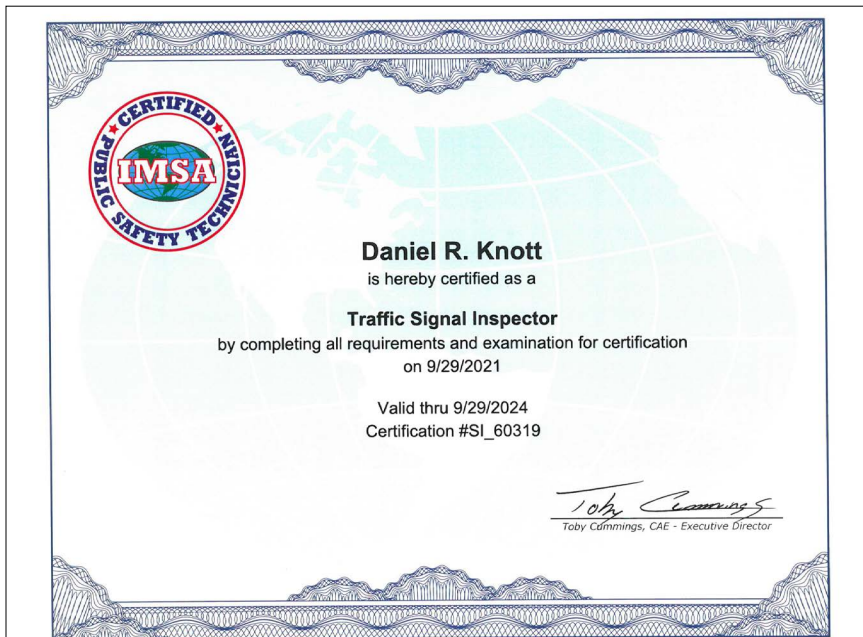 CERTIFIED
PUBLIC SAFETY TECHNICIAN
IMSA
Daniel R. Knott
is hereby certified as a
Traffic Signal Inspector
by completing all requirements and examination for certification
on 9/29/2021
Valid thru 9/29/2024
Certification #SI_60319
Toby Cummings
Toby Cummings, CAE - Executive Director